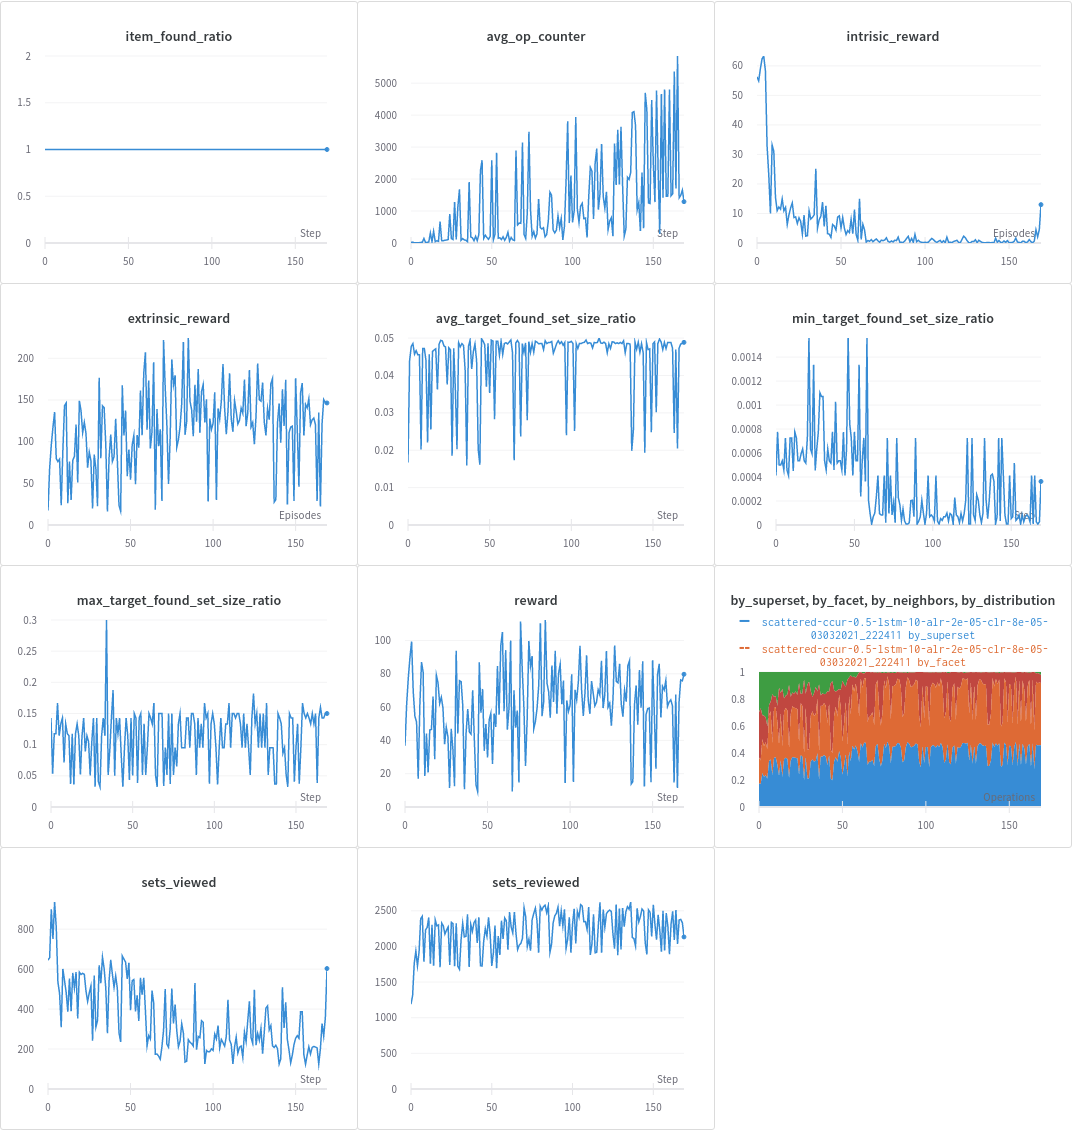 item_found_ratio
2
1.5
1
0.5
0
Step
0 50 100 150
avg_op_counter
5000
4000
3000
2000
1000
0
Step
0 50 100 150
intrisic_reward
60
50
40
30
20
10
0
Episodes
0 50 100 150
extrinsic_reward
200
150
100
50
0
Episodes
0 50 100 150
avg_target_found_set_size_ratio
0.05
0.04
0.03
0.02
0.01
0
Step
0 50 100 150
min_target_found_set_size_ratio
0.0014
0.0012
0.001
0.0008
0.0006
0.0004
0.0002
0
Step
0 50 100 150
max_target_found_set_size_ratio
0.3
0.25
0.2
0.15
0.1
0.05
0
Step
0 50 100 150
reward
100
80
60
40
20
0
Step
0 50 100 150
by_superset, by_facet, by_neighbors, by_distribution
scattered-ccur-0.5-lstm-10-alr-2e-05-clr-8e-05-
03032021_222411 by_superset
scattered-ccur-0.5-lstm-10-alr-2e-05-clr-8e-05-
03032021_222411 by_facet
1
0.8
0.6
0.4
0.2
0
Operations
0 50 100 150
sets_viewed
800
600
400
200
0
Step
0 50 100 150
sets_reviewed
2500
2000
1500
1000
500
0
Step
0 50 100 150